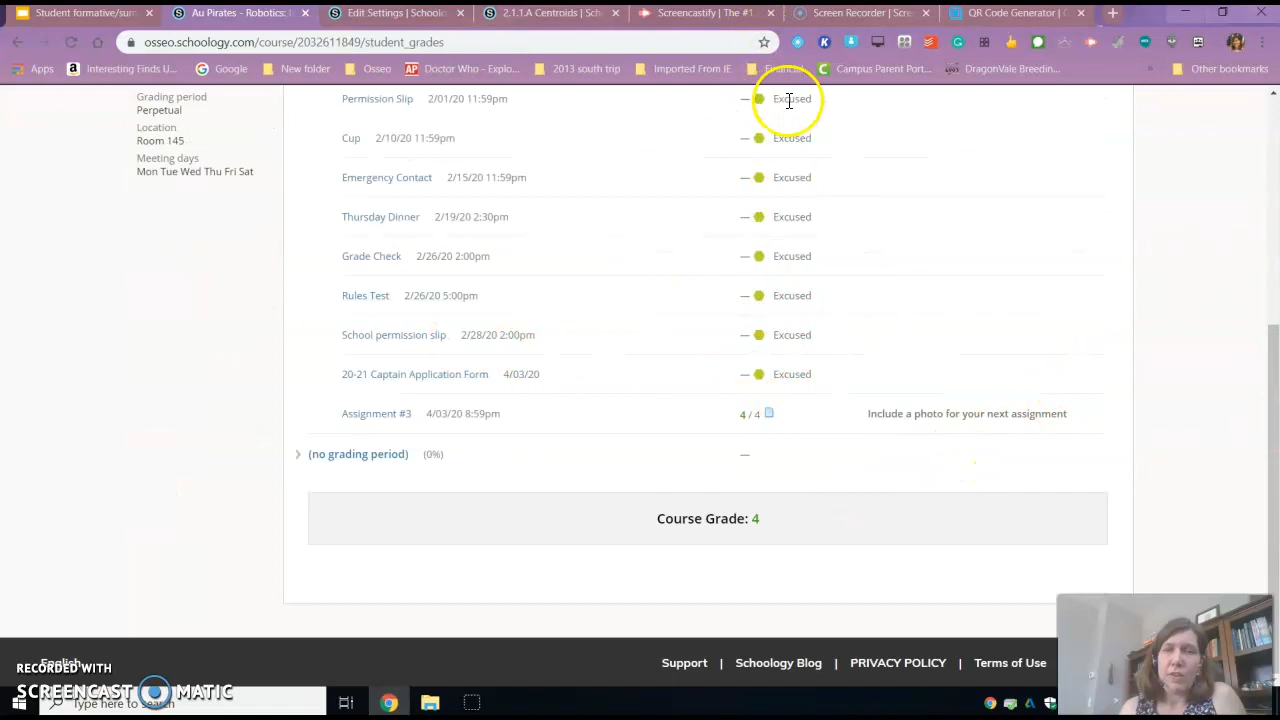 Student formative/sum
Au Pirates - Robotics:
Edit Settings | Schoolo
2.1.1.A Centroids | Sch
Screencastify | The #1
Screen Recorder | Scre
QR Code Generator | C
osseo.schoology.com/course/2032611849/student_grades
Apps
Interesting Finds U...
Google
New folder
Osseo
Doctor Who - Explo...
2013 south trip
Imported From IE
Financial
Campus Parent Port...
DragonVale Breedin...
Other bookmarks
Grading period
Perpetual
Location
Room 145
Meeting days
Mon Tue Wed Thu Fri Sat
Permission Slip 2/01/20 11:59pm — Excused
Cup 2/10/20 11:59pm — Excused
Emergency Contact 2/15/20 11:59pm — Excused
Thursday Dinner 2/19/20 2:30pm — Excused
Grade Check 2/26/20 2:00pm — Excused
Rules Test 2/26/20 5:00pm — Excused
School permission slip 2/28/20 2:00pm — Excused
20-21 Captain Application Form 4/03/20 — Excused
Assignment #3 4/03/20 8:59pm 4 / 4 Include a photo for your next assignment
(no grading period) (0%) —
Course Grade: 4
English
Support | Schoology Blog | PRIVACY POLICY | Terms of Use
RECORDED WITH
SCREENCAST MATIC
Type here to search